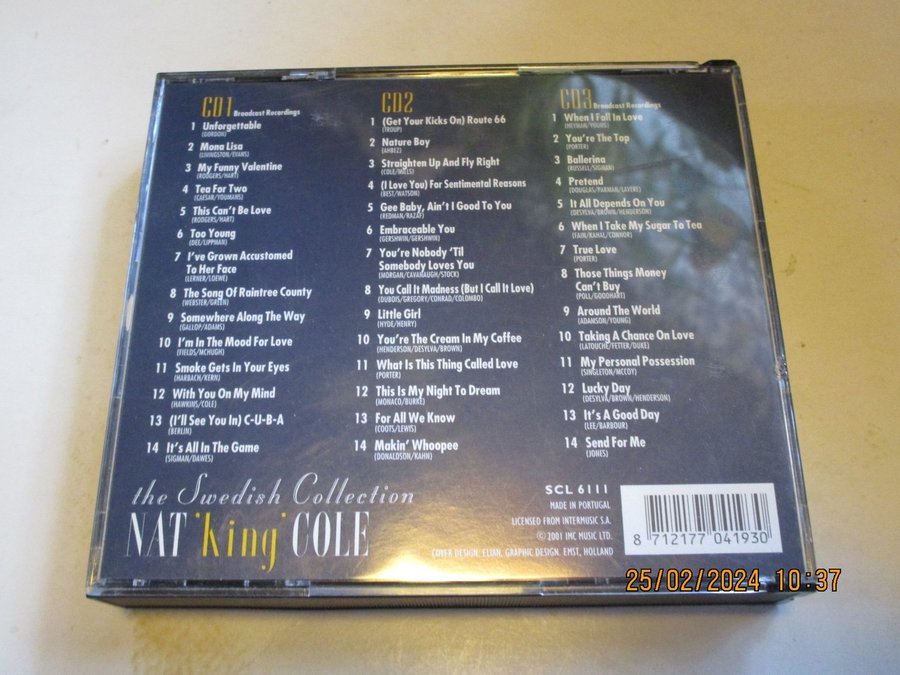 CD1 Broadcast Recordings
1 Unforgettable
(GORDON)
2 Mona Lisa
(LIVINGSTON/EVANS)
3 My Funny Valentine
(RODGERS/HART)
4 Tea For Two
(CAESAR/YOUMANS)
5 This Can't Be Love
(RODGERS/HART)
6 Too Young
(DEE/LIPPMAN)
7 I've Grown Accustomed
To Her Face
(LERNER/LOEWE)
8 The Song Of Raintree County
(WEBSTER/GREEN)
9 Somewhere Along The Way
(GALLOP/ADAMS)
10 I'm In The Mood For Love
(FIELDS/MCHUGH)
11 Smoke Gets In Your Eyes
(HARBACH/KERN)
12 With You On My Mind
(HAWKINS/COLE)
13 (I'll See You In) C-U-B-A
(BERLIN)
14 It's All In The Game
(SIGMAN/DAWES)
CD2
1 (Get Your Kicks On) Route 66
(TROUP)
2 Nature Boy
(AHBEZ)
3 Straighten Up And Fly Right
(COLE/MILLS)
4 (I Love You) For Sentimental Reasons
(BEST/WATSON)
5 Gee Baby, Ain't I Good To You
(REDMAN/RAZAF)
6 Embraceable You
(GERSHWIN/GERSHWIN)
7 You're Nobody 'Til
Somebody Loves You
(MORGAN/CAVANAUGH/STOCK)
8 You Call It Madness (But I Call It Love)
(DUBOIS/GREGORY/CONRAD/COLOMBO)
9 Little Girl
(HYDE/HENRY)
10 You're The Cream In My Coffee
(HENDERSON/DESYLVA/BROWN)
11 What Is This Thing Called Love
(PORTER)
12 This Is My Night To Dream
(MONACO/BURKE)
13 For All We Know
(COOTS/LEWIS)
14 Makin' Whoopee
(DONALDSON/KAHN)
CD3 Broadcast Recordings
1 When I Fall In Love
(HEYMAN/YOUNG)
2 You're The Top
(PORTER)
3 Ballerina
(RUSSELL/SIGMAN)
4 Pretend
(DOUGLAS/PARMAN/LAVERE)
5 It All Depends On You
(DESYLVA/BROWN/HENDERSON)
6 When I Take My Sugar To Tea
(FAIN/KAHAL/CONNOR)
7 True Love
(PORTER)
8 Those Things Money
Can't Buy
(POLL/GOODHART)
9 Around The World
(ADAMSON/YOUNG)
10 Taking A Chance On Love
(LATOUCHE/FETTER/DUKE)
11 My Personal Possession
(SINGLETON/MCCOY)
12 Lucky Day
(DESYLVA/BROWN/HENDERSON)
13 It's A Good Day
(LEE/BARBOUR)
14 Send For Me
(JONES)
the Swedish Collection
NAT 'King' COLE
SCL 6111
MADE IN PORTUGAL
LICENSED FROM INTERMUSIC S.A.
© 2001 IMC MUSIC LTD.
COVER DESIGN, ELIAN, GRAPHIC DESIGN, EMST, HOLLAND
8 712177 041930
25/02/2024 10:37